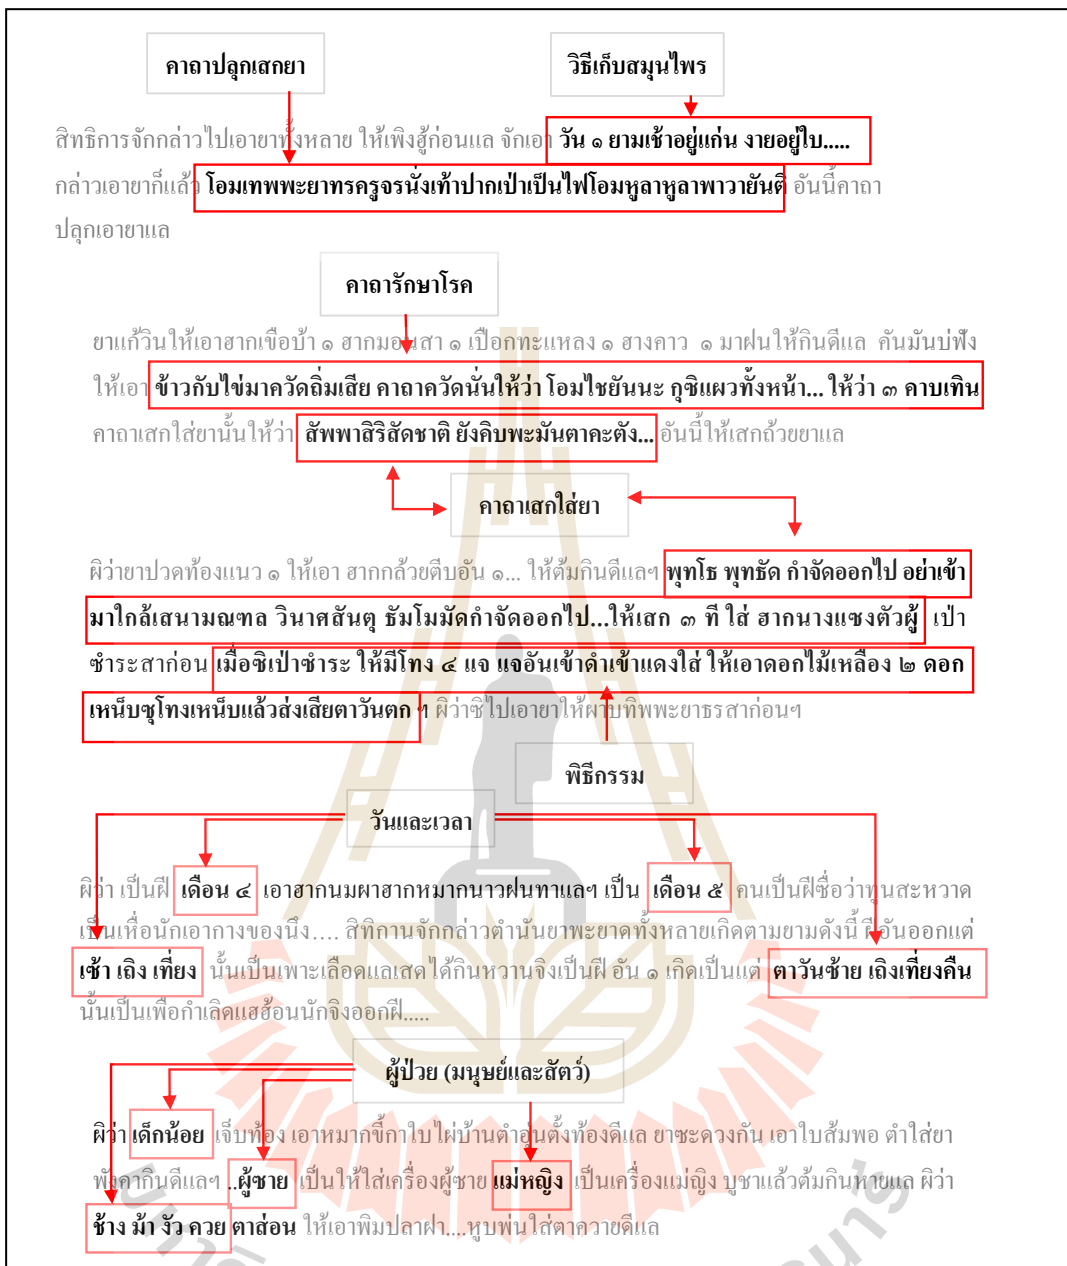 คาถาปลุกเสกยา
วิธีเก็บสมุนไพร
สิทธิการจักกล่าวไปเอายาทั้งหลาย ให้เพิงฮู้ก่อนแล จักเอา วัน ๑ ยามเช้าอยู่แก่น งายอยู่ใบ.....
กล่าวเอายาก็แล้ว โอมเทพพะยาทรครูจรนั่งเท้าปากเป่าเป็นไฟโอมหูลาหูลาพาวายันติ อันนี้คาถา
ปลุกเอายาแล
คาถารักษาโรค
ยาแก้วินให้เอาฮากเขือบ้า ๑ ฮากมอนสา ๑ เปือกทะแหลง ๑ ฮางคาว ๑ มาฝนให้กินดีแล คันมันบ่ฟัง
ให้เอา ข้าวกับไข่มาควัดถิ่มเสีย คาถาควัดนั่นให้ว่า โอมไชยันนะ กุซิแผวทั้งหน้า... ให้ว่า ๓ คาบเทิน
คาถาเสกใส่ยานั้นให้ว่า สัพพาสิริสัดชาติ ยังคิบพะมันตาคะตัง... อันนี้ให้เสกถ้วยยาแล
คาถาเสกใส่ยา
ผิว่ายาปวดท้องแนว ๑ ให้เอา ฮากกล้วยตีบอัน ๑... ให้ต้มกินดีแลฯ พุทโธ พุทธัด กำจัดออกไป อย่าเข้า
มาใกล้เสนามณฑล วินาศสันตุ ธัมโมมัดกำจัดออกไป...ให้เสก ๓ ที ใส่ ฮากนางแซงตัวผู้ เป่า
ซำระสาก่อน เมื่อซิเป่าซำระ ให้มีโทง ๔ แจ แจอันเข้าดำเข้าแดงใส่ ให้เอาดอกไม้เหลือง ๒ ดอก
เหน็บซุโทงเหน็บแล้วส่งเสียตาวันตก ฯ ผิว่าซิไปเอายาให้ผาบทิพพะยาธรสาก่อนฯ
พิธีกรรม
วันและเวลา
ผิว่า เป็นฝี เดือน ๔ เอาฮากนมผาฮากหมากนาวฝนทาแลฯ เป็น เดือน ๕ คนเป็นฝีชื่อว่าทูนสะหวาด
เป็นเหื่อนักเอากางของนึง.... สิทิกานจักกล่าวตำนันยาพะยาดทั้งหลายเกิดตามยามดังนี้ ฝีอันออกแต่
เช้า เถิง เที่ยง นั้นเป็นเพาะเลือดแลเสด ได้กินหวานจิงเป็นฝี อัน ๑ เกิดเป็นแต่ ตาวันซ้าย เถิงเที่ยงคืน
นั้นเป็นเพื่อกำเลิดแฮฮ้อนนักจิงออกฝี.....
ผู้ป่วย (มนุษย์และสัตว์)
ผิว่า เด็กน้อย เจ็บท้อง เอาหมากขี้กาใบไผ่บ้านตำอุ่นตั้งท้องดีแล ยาซะดวงกัน เอาใบส้มพอ ตำใส่ยา
พังคากินดีแลฯ ..ผู้ซาย เป็นให้ใส่เครื่องผู้ซาย แม่หญิง เป็นเครื่องแม่ญิง บูชาแล้วต้มกินหายแล ผิว่า
ช้าง ม้า งัว ควย ตาส่อน ให้เอาพิมปลาฝา....หูบพ่นใส่ตาควายดีแล